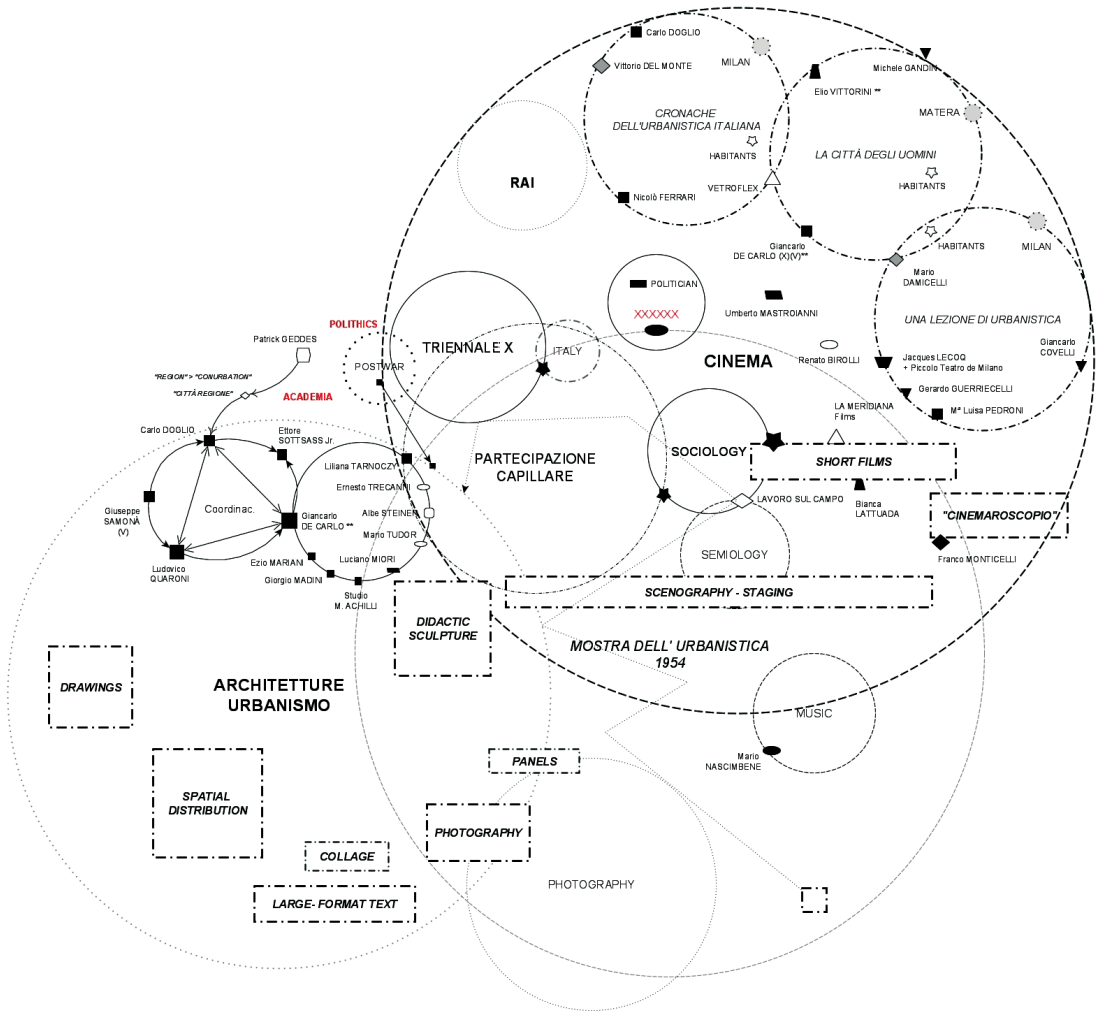 Carlo DOGLIO
Vittorio DEL MONTE
MILAN
CRONACHE
DELL'URBANISTICA ITALIANA
HABITANTS
VETROFLEX
Nicolò FERRARI
Michele GANDIN
Elio VITTORINI **
MATERA
LA CITTÀ DEGLI UOMINI
HABITANTS
Giancarlo
DE CARLO (X)(V)**
RAI
HABITANTS
MILAN
Mario
DAMICELLI
UNA LEZIONE DI URBANISTICA
Giancarlo
COVELLI
Jacques LECOQ
+ Piccolo Teatro de Milano
Gerardo GUERRIECELLI
Mª Luisa PEDRONI
POLITICIAN
XXXXXX
Umberto MASTROIANNI
Renato BIROLLI
CINEMA
TRIENNALE X
ITALY
POLITHICS
POSTWAR
Patrick GEDDES
"REGION" > "CONURBATION"
"CITTÀ REGIONE"
ACADEMIA
Carlo DOGLIO
Ettore
SOTTSASS Jr.
Giuseppe
SAMONÀ
(V)
Coordinac.
Ludovico
QUARONI
Giancarlo
DE CARLO **
Liliana TARNOCZY
Ernesto TRECANNI
Albe STEINER
Mario TUDOR
Luciano MIORI
Ezio MARIANI
Giorgio MADINI
Studio
M. ACHILLI
PARTECIPAZIONE
CAPILLARE
SOCIOLOGY
LA MERIDIANA
Films
SHORT FILMS
LAVORO SUL CAMPO
Bianca
LATTUADA
"CINEMAROSCOPIO"
Franco MONTICELLI
SEMIOLOGY
SCENOGRAPHY - STAGING
DIDACTIC
SCULPTURE
MOSTRA DELL' URBANISTICA
1954
DRAWINGS
ARCHITETTURE
URBANISMO
MUSIC
Mario
NASCIMBENE
PANELS
SPATIAL
DISTRIBUTION
PHOTOGRAPHY
COLLAGE
LARGE- FORMAT TEXT
PHOTOGRAPHY